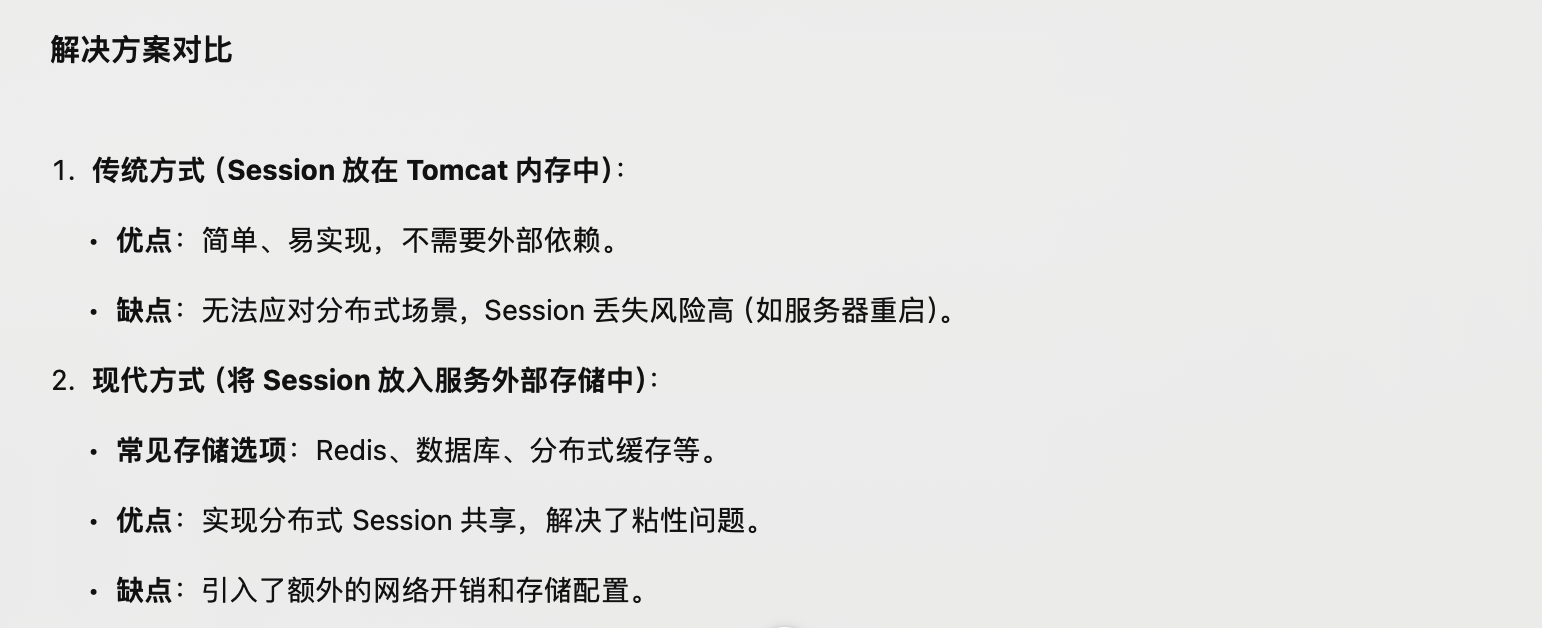 解决方案对比
1. 传统方式（Session 放在 Tomcat 内存中）：
• 优点：简单、易实现，不需要外部依赖。
• 缺点：无法应对分布式场景，Session 丢失风险高（如服务器重启）。
2. 现代方式（将 Session 放入服务外部存储中）：
• 常见存储选项：Redis、数据库、分布式缓存等。
• 优点：实现分布式 Session 共享，解决了粘性问题。
• 缺点：引入了额外的网络开销和存储配置。